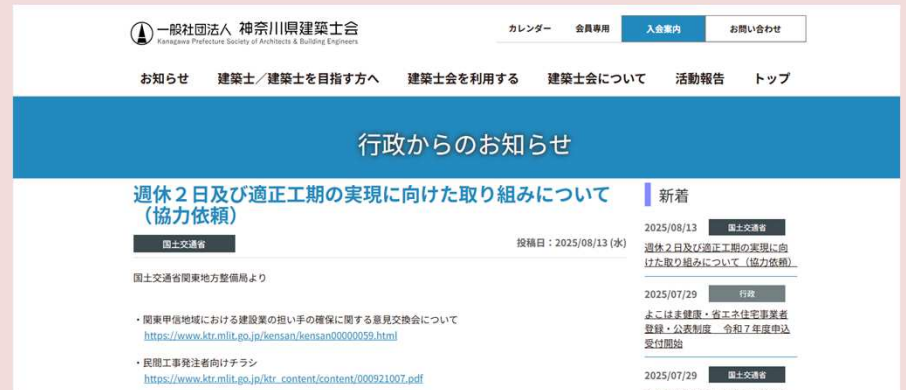 一般社団法人 神奈川県建築士会
Kanagawa Prefecture Society of Architects & Building Engineers
カレンダー 会員専用 入会案内 お問い合わせ
お知らせ 建築士／建築士を目指す方へ 建築士会を利用する 建築士会について 活動報告 トップ
行政からのお知らせ
週休２日及び適正工期の実現に向けた取り組みについて
（協力依頼）
国土交通省 投稿日：2025/08/13 (水)
国土交通省関東地方整備局より
・関東甲信地域における建設業の担い手の確保に関する意見交換会について
https://www.ktr.mlit.go.jp/kensan/kensan00000059.html
・民間工事発注者向けチラシ
https://www.ktr.mlit.go.jp/ktr_content/content/000921007.pdf
新着
2025/08/13 国土交通省
週休２日及び適正工期の実現に向
けた取り組みについて（協力依頼）
2025/07/29 行政
よこはま健康・省エネ住宅事業者
登録・公表制度　令和７年度申込
受付開始
2025/07/29 国土交通省